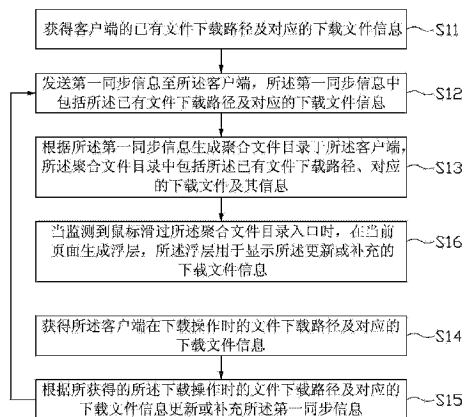 获得客户端的已有文件下载路径及对应的下载文件信息
S11
发送第一同步信息至所述客户端，所述第一同步信息中
包括所述已有文件下载路径及对应的下载文件信息
S12
根据所述第一同步信息生成聚合文件目录于所述客户端，
所述聚合文件目录中包括所述已有文件下载路径、对应
的下载文件及其信息
S13
当监测到鼠标滑过所述聚合文件目录入口时，在当前
页面生成浮层，所述浮层用于显示所述更新或补充的
下载文件信息
S16
获得所述客户端在下载操作时的文件下载路径及对应的
下载文件信息
S14
根据所获得的所述下载操作时的文件下载路径及对应的
下载文件信息更新或补充所述第一同步信息
S15